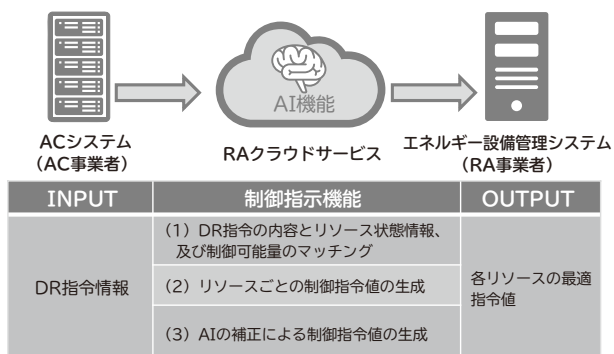 AI機能
ACシステム
（AC事業者）
RAクラウドサービス
エネルギー設備管理システム
（RA事業者）
INPUT
制御指示機能
OUTPUT
DR指令情報
（1）DR指令の内容とリソース状態情報、
及び制御可能量のマッチング
（2）リソースごとの制御指令値の生成
（3）AIの補正による制御指令値の生成
各リソースの最適
指令値